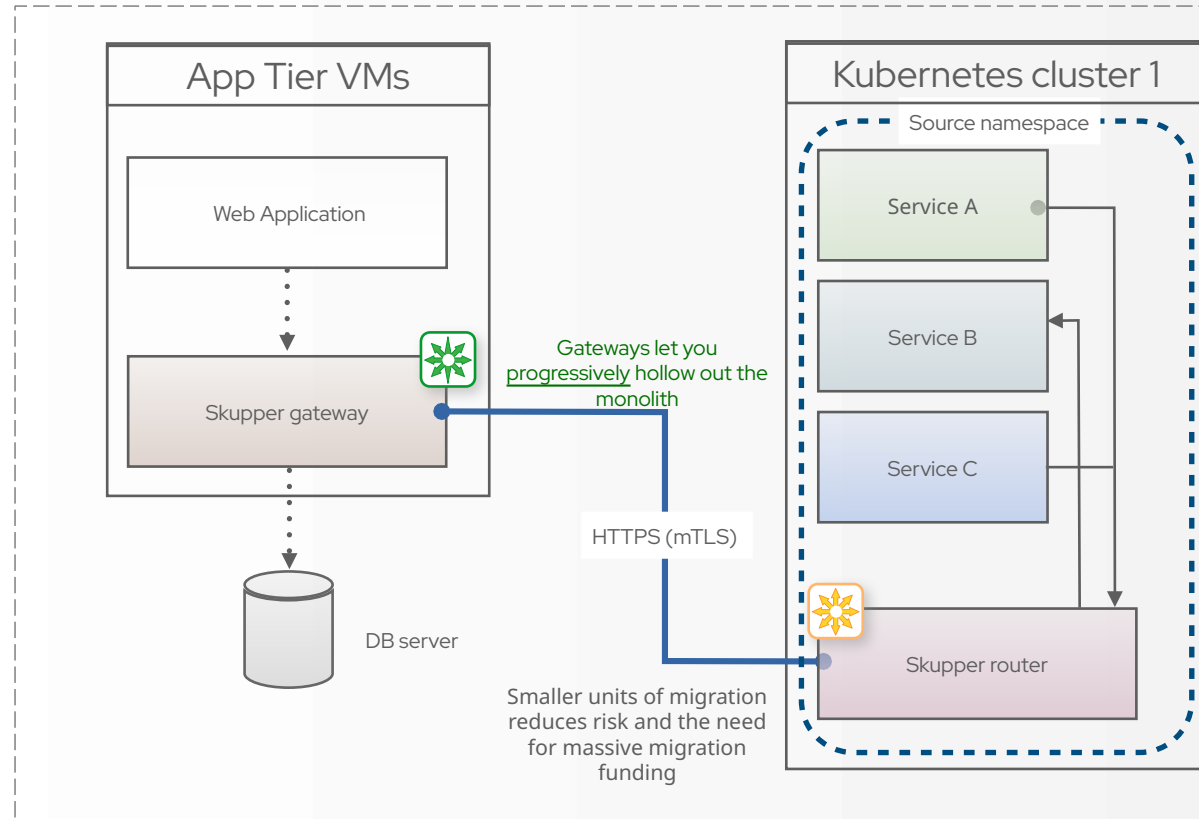 App Tier VMs
Web Application
Skupper gateway
DB server
Gateways let you
progressively hollow out the
monolith
HTTPS (mTLS)
Smaller units of migration
reduces risk and the need
for massive migration
funding
Kubernetes cluster 1
Source namespace
Service A
Service B
Service C
Skupper router